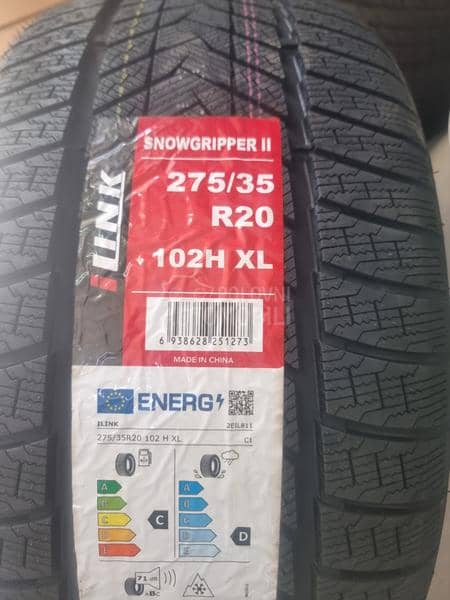 iLINK
SNOWGRIPPER II
275/35
R20
102H XL
6 938628 251273
MADE IN CHINA
ENERG
ILINK
275/35R20 102 H XL
C1
A
B
C
D
E
C
A
B
C
D
E
D
71 dB